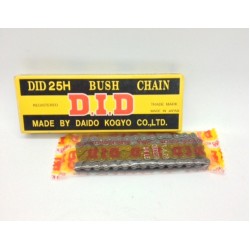 DID 25H BUSH CHAIN
REGISTERED
D.I.D
TRADE MARK
MADE IN JAPAN
MADE BY DAIDO KOGYO CO.,LTD.
D.I.D